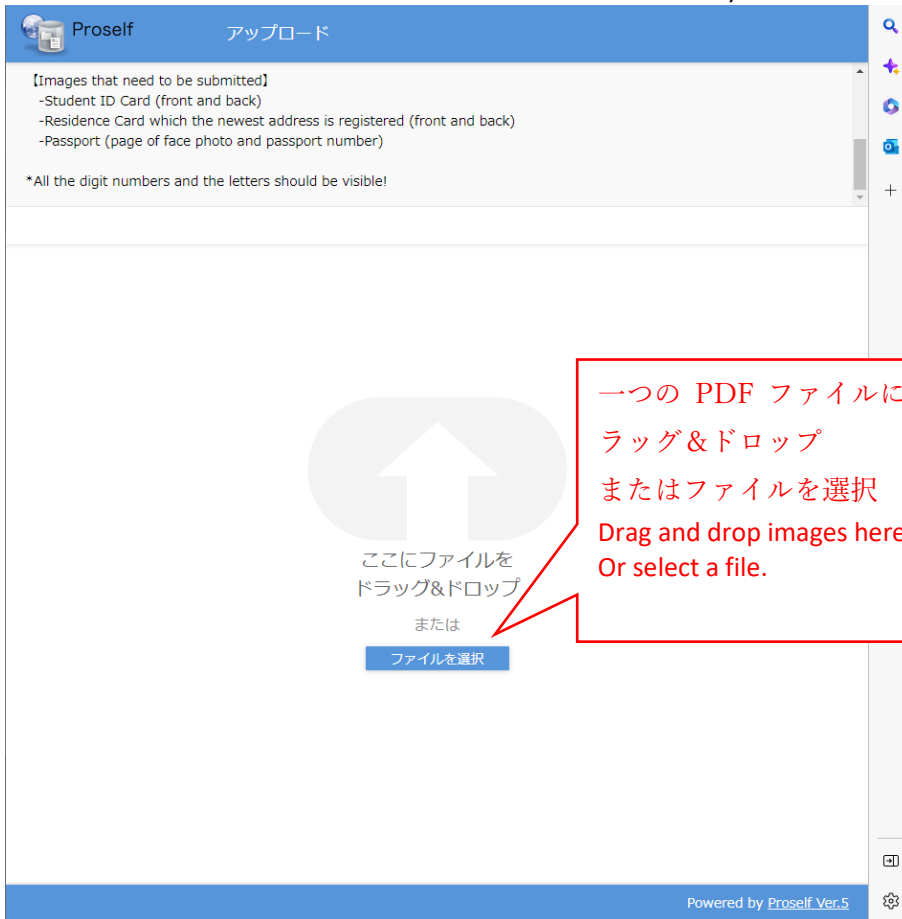 Proself
アップロード
【Images that need to be submitted】
-Student ID Card (front and back)
-Residence Card which the newest address is registered (front and back)
-Passport (page of face photo and passport number)
*All the digit numbers and the letters should be visible!
一つの PDF ファイルに
ラッグ＆ドロップ
またはファイルを選択
Drag and drop images here
Or select a file.
ここにファイルを
ドラッグ&ドロップ
または
ファイルを選択
Powered by Proself Ver.5